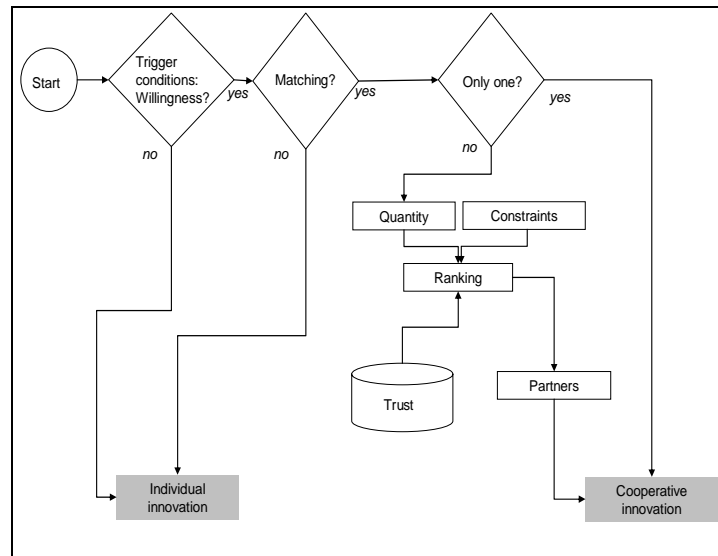 Start
Trigger
conditions:
Willingness?
yes
no
Matching?
yes
no
Only one?
yes
no
Quantity
Constraints
Ranking
Trust
Partners
Individual
innovation
Cooperative
innovation